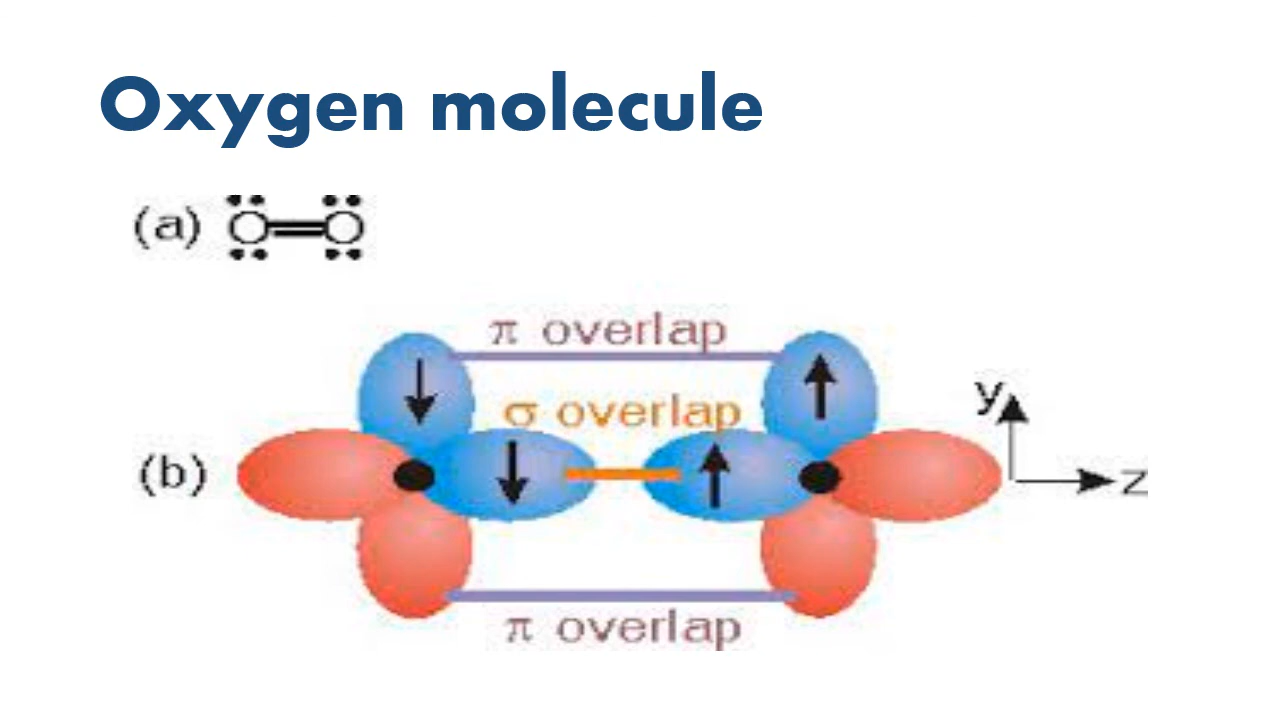 Oxygen molecule
(a) O=O
π overlap
σ overlap
y
(b)
z
π overlap